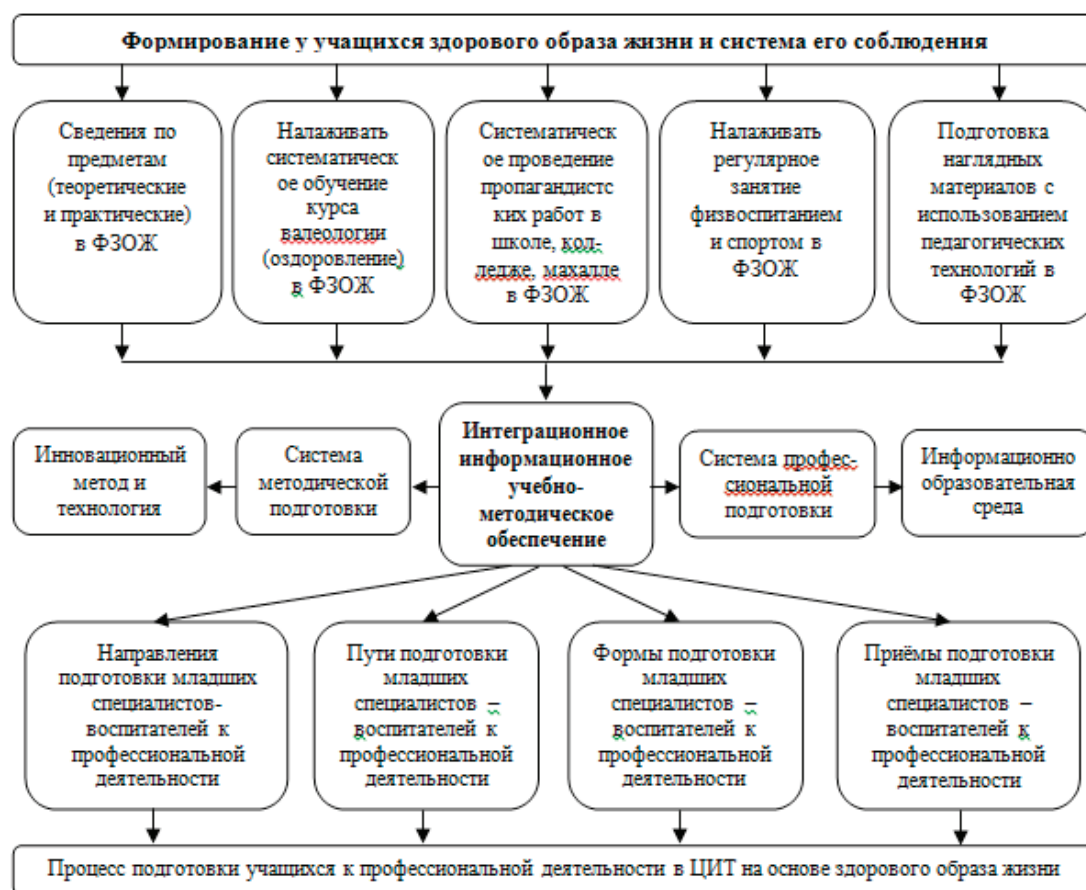 Формирование у учащихся здорового образа жизни и система его соблюдения
Сведения по
предметам
(теоретические
и практические)
в ФЗОЖ
Налаживать
систематическ
ое обучение
курса
валеологии
(оздоровление)
в ФЗОЖ
Систематическ
ое проведение
пропагандистс
ких работ в
школе, кол-
ледже, махалле
в ФЗОЖ
Налаживать
регулярное
занятие
физвоспитанием
и спортом в
ФЗОЖ
Подготовка
наглядных
материалов с
использованием
педагогических
технологий в
ФЗОЖ
Инновационный
метод и
технология
Система
методической
подготовки
Интеграционное
информационное
учебно-
методическое
обеспечение
Система профес-
сиональной
подготовки
Информационно
образовательная
среда
Направления
подготовки младших
специалистов-
воспитателей к
профессиональной
деятельности
Пути подготовки
младших
специалистов –
воспитателей к
профессиональной
деятельности
Формы подготовки
младших
специалистов –
воспитателей к
профессиональной
деятельности
Приёмы подготовки
младших
специалистов –
воспитателей к
профессиональной
деятельности
Процесс подготовки учащихся к профессиональной деятельности в ЦИТ на основе здорового образа жизни